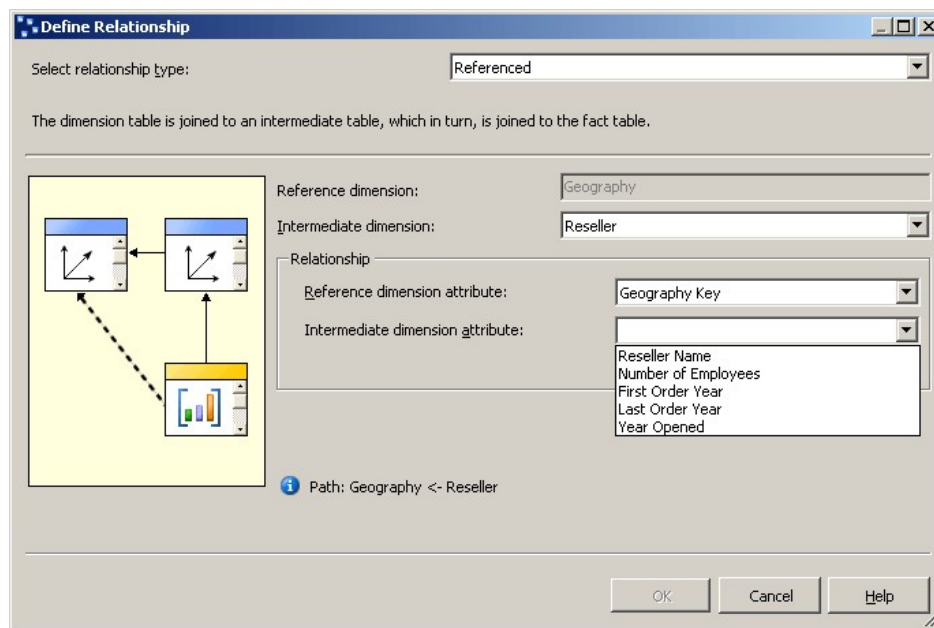 Define Relationship
Select relationship type:
Referenced
The dimension table is joined to an intermediate table, which in turn, is joined to the fact table.
Reference dimension:
Geography
Intermediate dimension:
Reseller
Relationship
Reference dimension attribute:
Geography Key
Intermediate dimension attribute:
Reseller Name
Number of Employees
First Order Year
Last Order Year
Year Opened
Path: Geography <- Reseller
OK
Cancel
Help